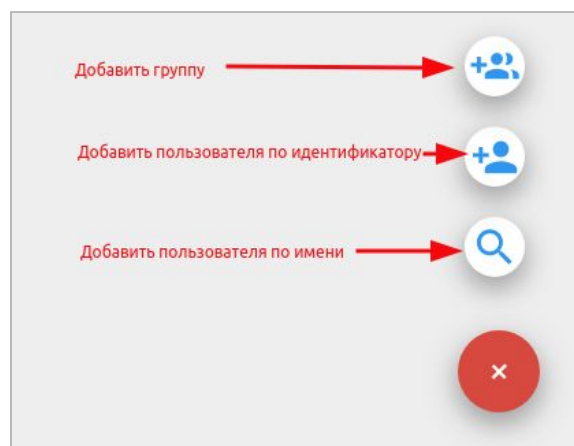 Добавить группу
Добавить пользователя по идентификатору
Добавить пользователя по имени